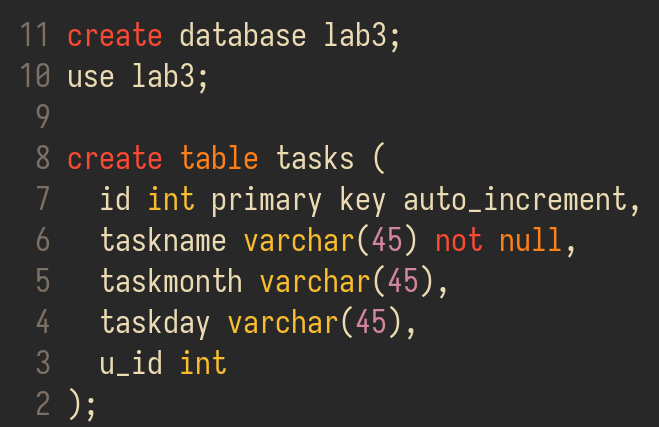 11 create database lab3;
10 use lab3;
9
8 create table tasks (
7   id int primary key auto_increment,
6   taskname varchar(45) not null,
5   taskmonth varchar(45),
4   taskday varchar(45),
3   u_id int
2 );